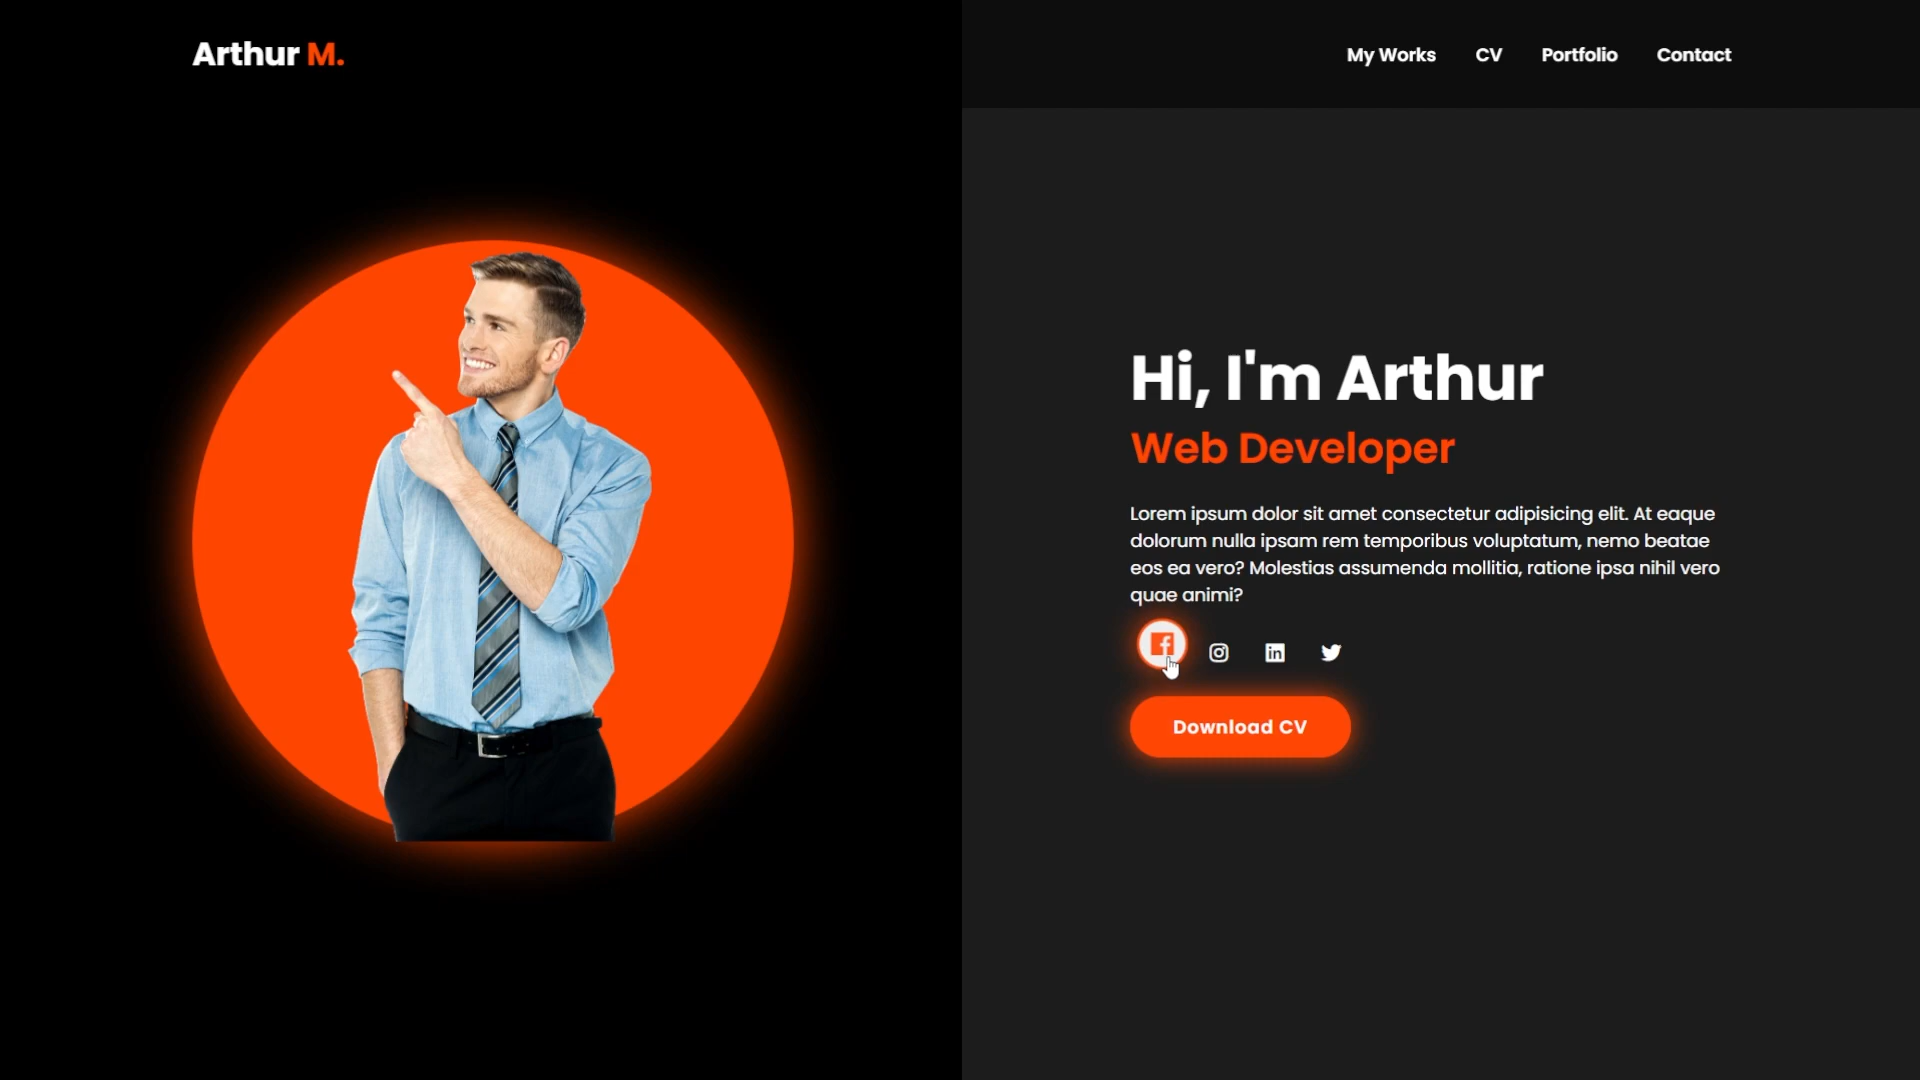 Arthur M.
My Works
CV
Portfolio
Contact
Hi, I'm Arthur
Web Developer
Lorem ipsum dolor sit amet consectetur adipisicing elit. At eaque
dolorum nulla ipsam rem temporibus voluptatum, nemo beatae
eos ea vero? Molestias assumenda mollitia, ratione ipsa nihil vero
quae animi?
Download CV